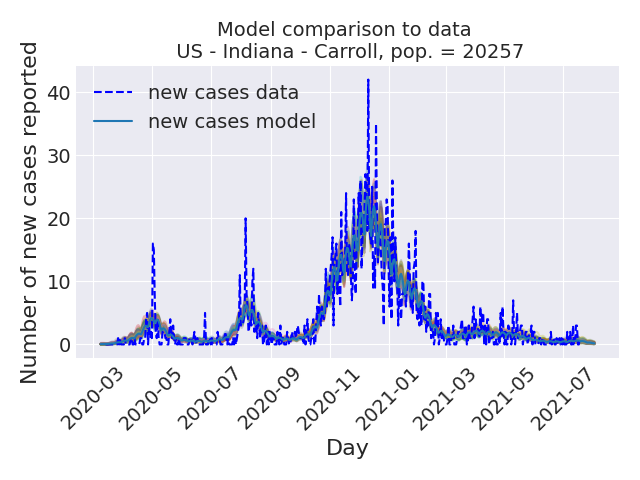 Model comparison to data
US - Indiana - Carroll, pop. = 20257
Number of new cases reported
new cases data
new cases model
40
30
20
10
0
2020-03
2020-05
2020-07
2020-09
2020-11
2021-01
2021-03
2021-05
2021-07
Day